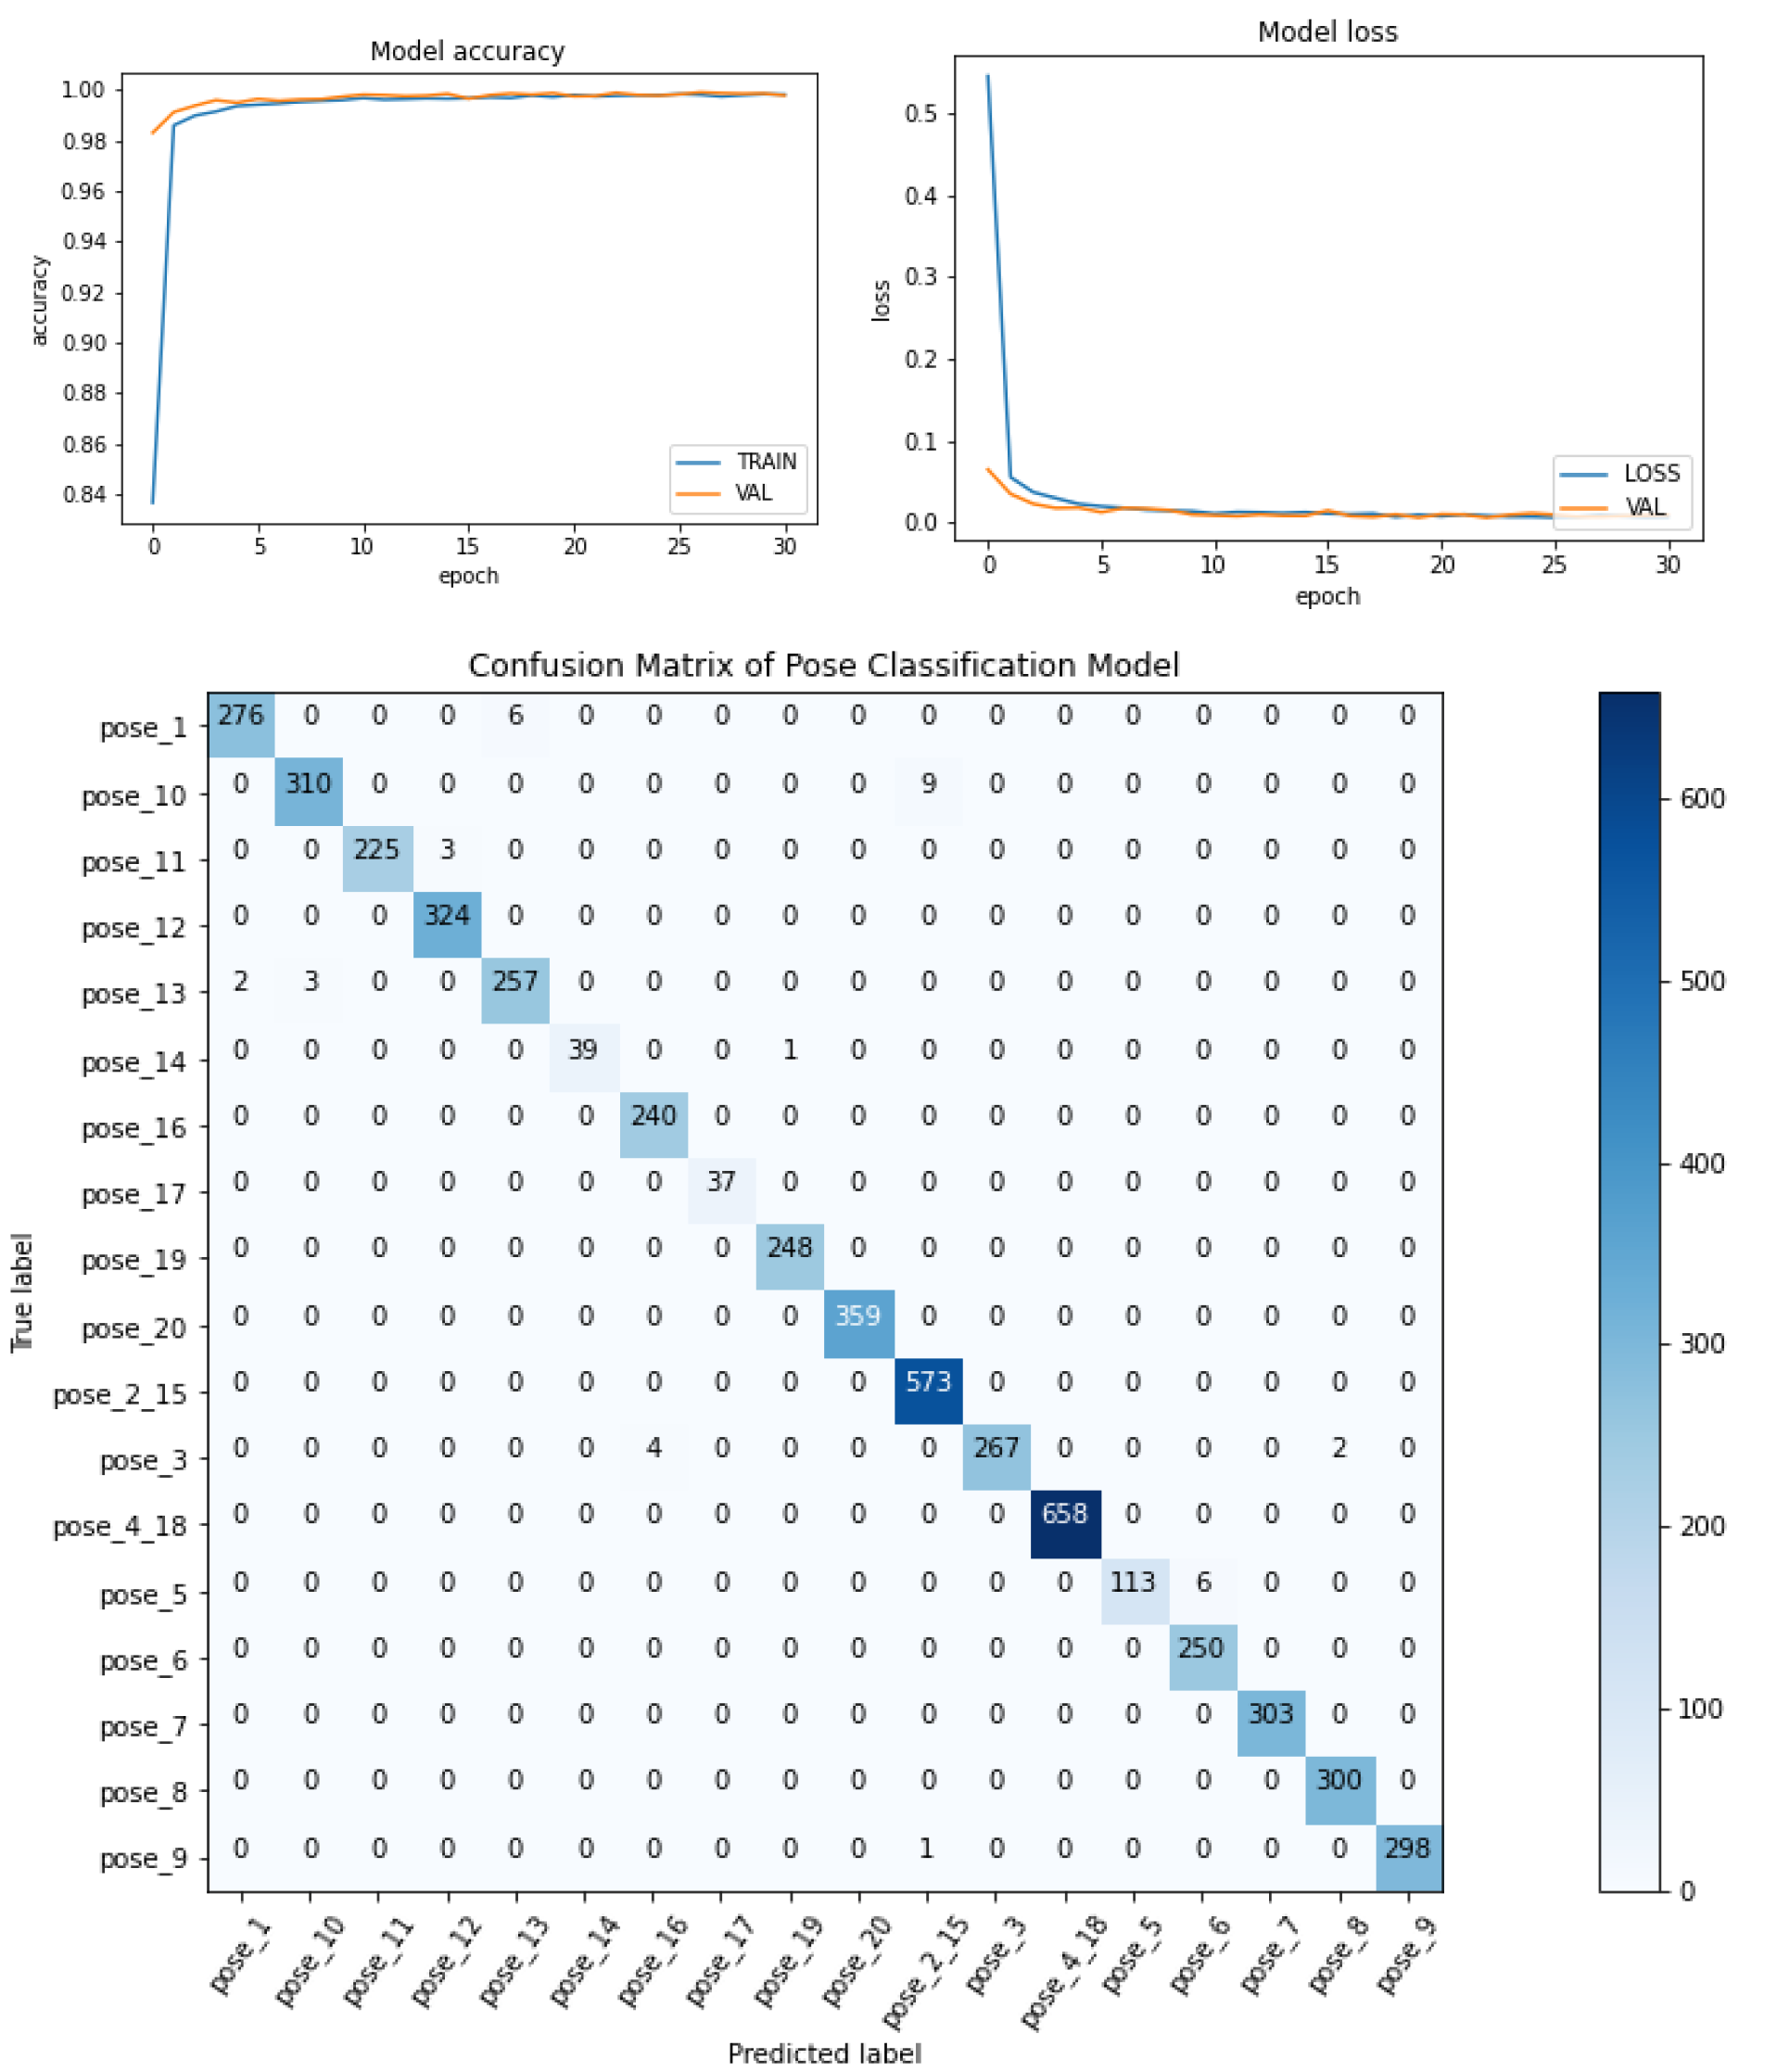 Model accuracy
1.00
0.98
0.96
0.94
0.92
0.90
0.88
0.86
0.84
accuracy
TRAIN
VAL
0 5 10 15 20 25 30
epoch
Model loss
0.5
0.4
0.3
0.2
0.1
0.0
loss
LOSS
VAL
0 5 10 15 20 25 30
epoch
Confusion Matrix of Pose Classification Model
True label
pose_1 276 0 0 0 6 0 0 0 0 0 0 0 0 0 0 0 0 0
pose_10 0 310 0 0 0 0 0 0 0 0 9 0 0 0 0 0 0 0
pose_11 0 0 225 3 0 0 0 0 0 0 0 0 0 0 0 0 0 0
pose_12 0 0 0 324 0 0 0 0 0 0 0 0 0 0 0 0 0 0
pose_13 2 3 0 0 257 0 0 0 0 0 0 0 0 0 0 0 0 0
pose_14 0 0 0 0 0 39 0 0 1 0 0 0 0 0 0 0 0 0
pose_16 0 0 0 0 0 0 240 0 0 0 0 0 0 0 0 0 0 0
pose_17 0 0 0 0 0 0 0 37 0 0 0 0 0 0 0 0 0 0
pose_19 0 0 0 0 0 0 0 0 248 0 0 0 0 0 0 0 0 0
pose_20 0 0 0 0 0 0 0 0 0 359 0 0 0 0 0 0 0 0
pose_2_15 0 0 0 0 0 0 0 0 0 0 573 0 0 0 0 0 0 0
pose_3 0 0 0 0 0 0 4 0 0 0 0 267 0 0 0 0 2 0
pose_4_18 0 0 0 0 0 0 0 0 0 0 0 0 658 0 0 0 0 0
pose_5 0 0 0 0 0 0 0 0 0 0 0 0 0 113 6 0 0 0
pose_6 0 0 0 0 0 0 0 0 0 0 0 0 0 0 250 0 0 0
pose_7 0 0 0 0 0 0 0 0 0 0 0 0 0 0 0 303 0 0
pose_8 0 0 0 0 0 0 0 0 0 0 0 0 0 0 0 0 300 0
pose_9 0 0 0 0 0 0 0 0 0 0 1 0 0 0 0 0 0 298
pose_1 pose_10 pose_11 pose_12 pose_13 pose_14 pose_16 pose_17 pose_19 pose_20 pose_2_15 pose_3 pose_4_18 pose_5 pose_6 pose_7 pose_8 pose_9
Predicted label
600
500
400
300
200
100
0